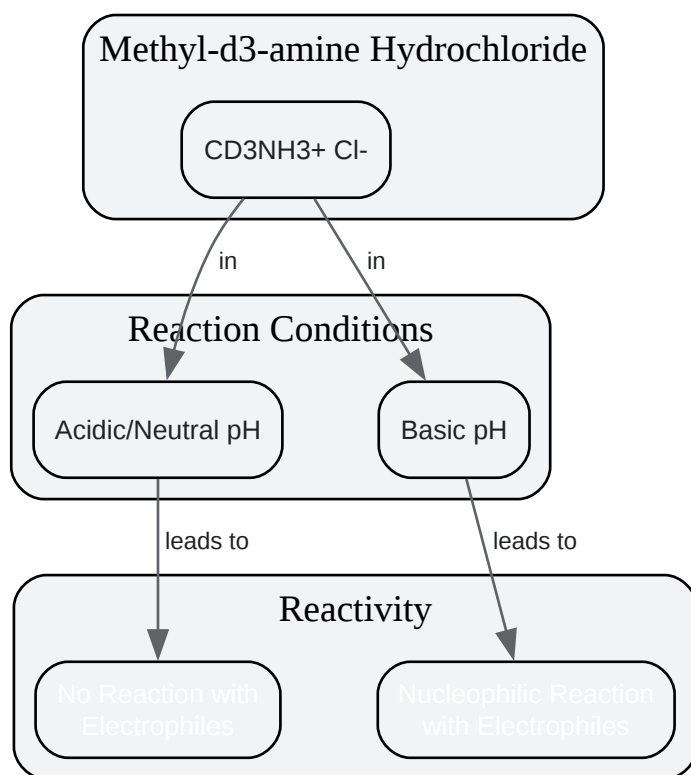 Methyl-d3-amine Hydrochloride
CD3NH3+ Cl-
in
in
Reaction Conditions
Acidic/Neutral pH
Basic pH
leads to
leads to
Reactivity
No Reaction with
Electrophiles
Nucleophilic Reaction
with Electrophiles